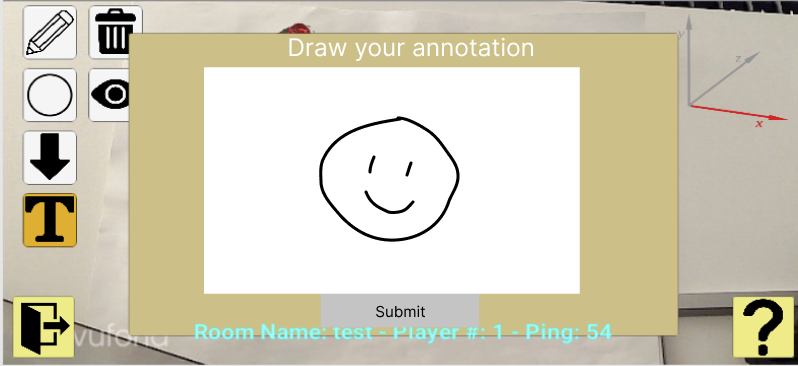 Draw your annotation
y
z
x
T
Submit
Room Name: test - Player #: 1 - Ping: 54
vuforia
?